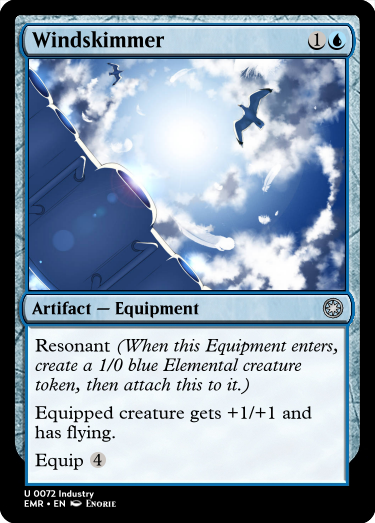 Windskimmer 1
Artifact — Equipment
Resonant (When this Equipment enters,
create a 1/0 blue Elemental creature
token, then attach this to it.)
Equipped creature gets +1/+1 and
has flying.
Equip 4
U 0072 Industry
EMR • EN ENORIE